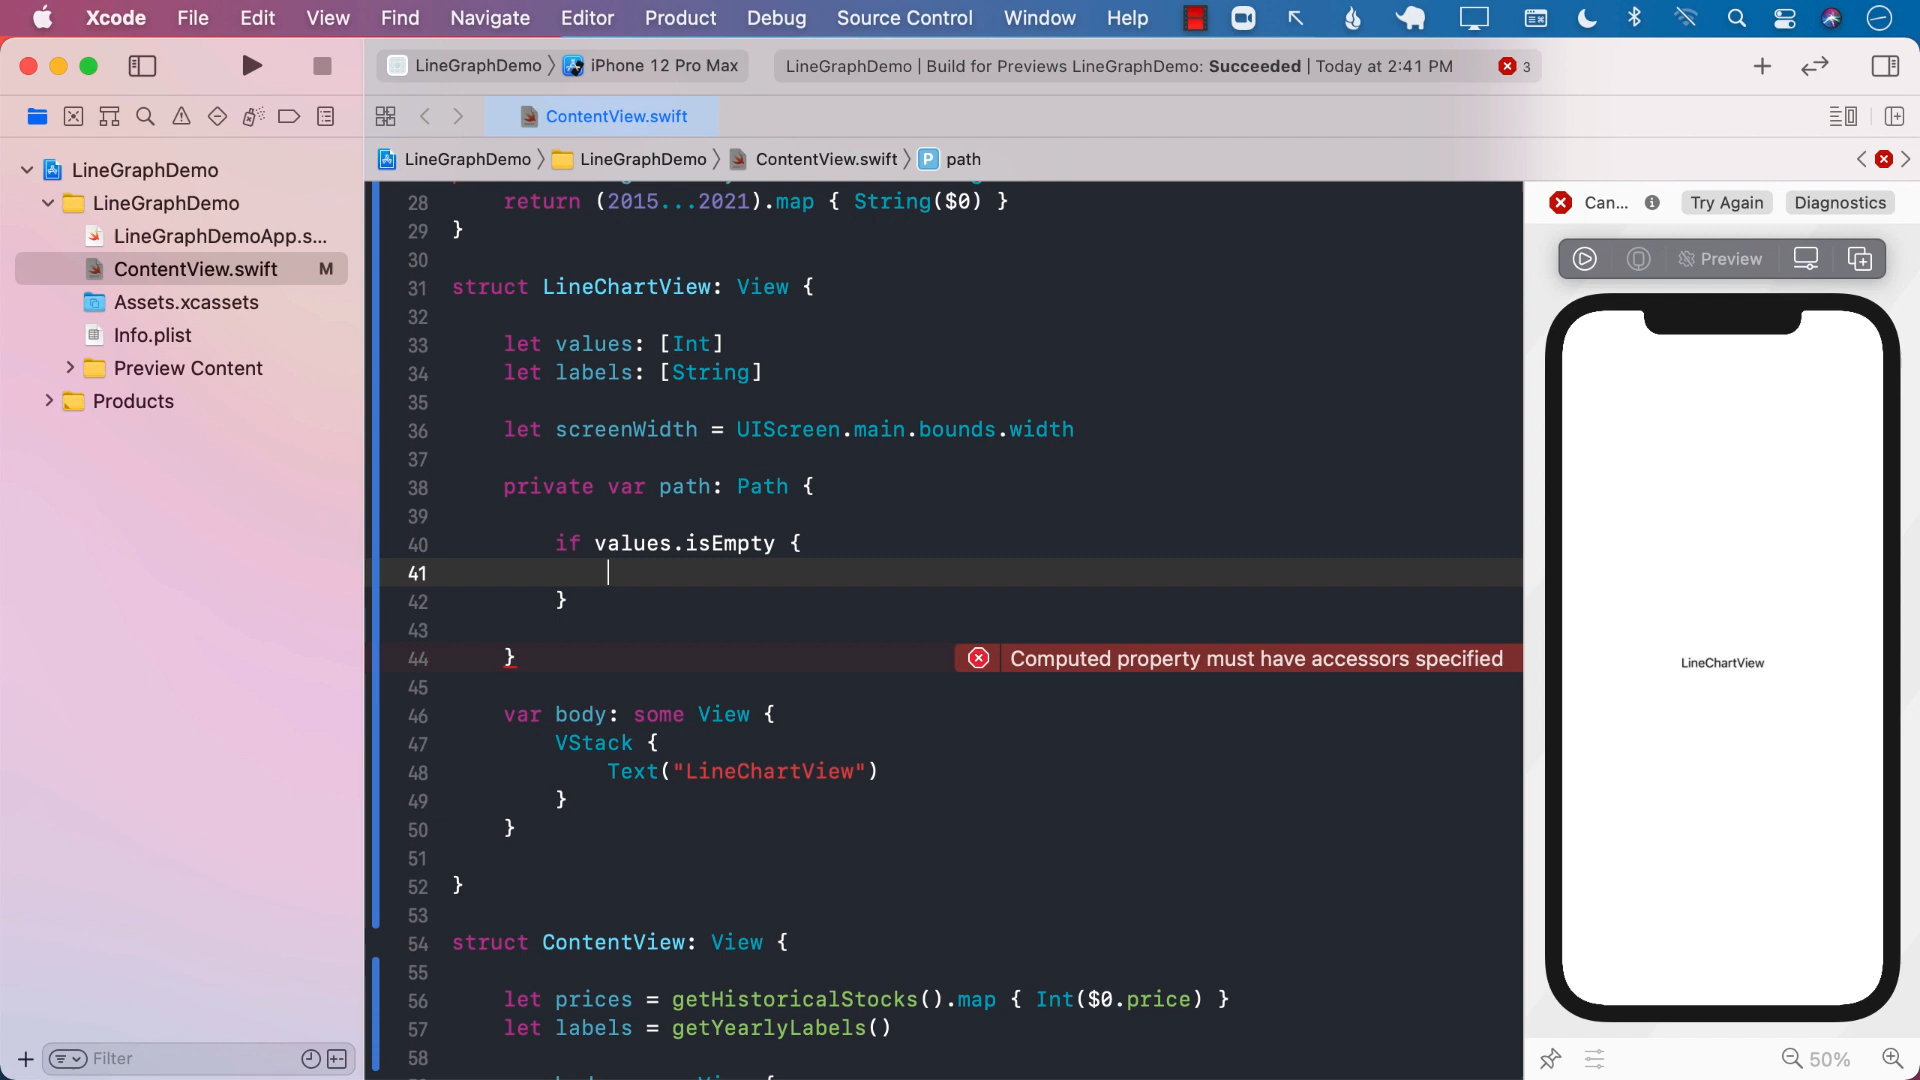 Xcode File Edit View Find Navigate Editor Product Debug Source Control Window Help
LineGraphDemo 〉 iPhone 12 Pro Max
LineGraphDemo | Build for Previews LineGraphDemo: Succeeded | Today at 2:41 PM 3
ContentView.swift
LineGraphDemo 〉 LineGraphDemo 〉 ContentView.swift 〉 P path
LineGraphDemo
LineGraphDemo
LineGraphDemoApp.s...
ContentView.swift M
Assets.xcassets
Info.plist
Preview Content
Products
Filter
28 return (2015...2021).map { String($0) }
29 }
30
31 struct LineChartView: View {
32
33 let values: [Int]
34 let labels: [String]
35
36 let screenWidth = UIScreen.main.bounds.width
37
38 private var path: Path {
39
40 if values.isEmpty {
41
42 }
43
44 } Computed property must have accessors specified
45
46 var body: some View {
47 VStack {
48 Text("LineChartView")
49 }
50 }
51
52 }
53
54 struct ContentView: View {
55
56 let prices = getHistoricalStocks().map { Int($0.price) }
57 let labels = getYearlyLabels()
58
Can... Try Again Diagnostics
Preview
LineChartView
50%